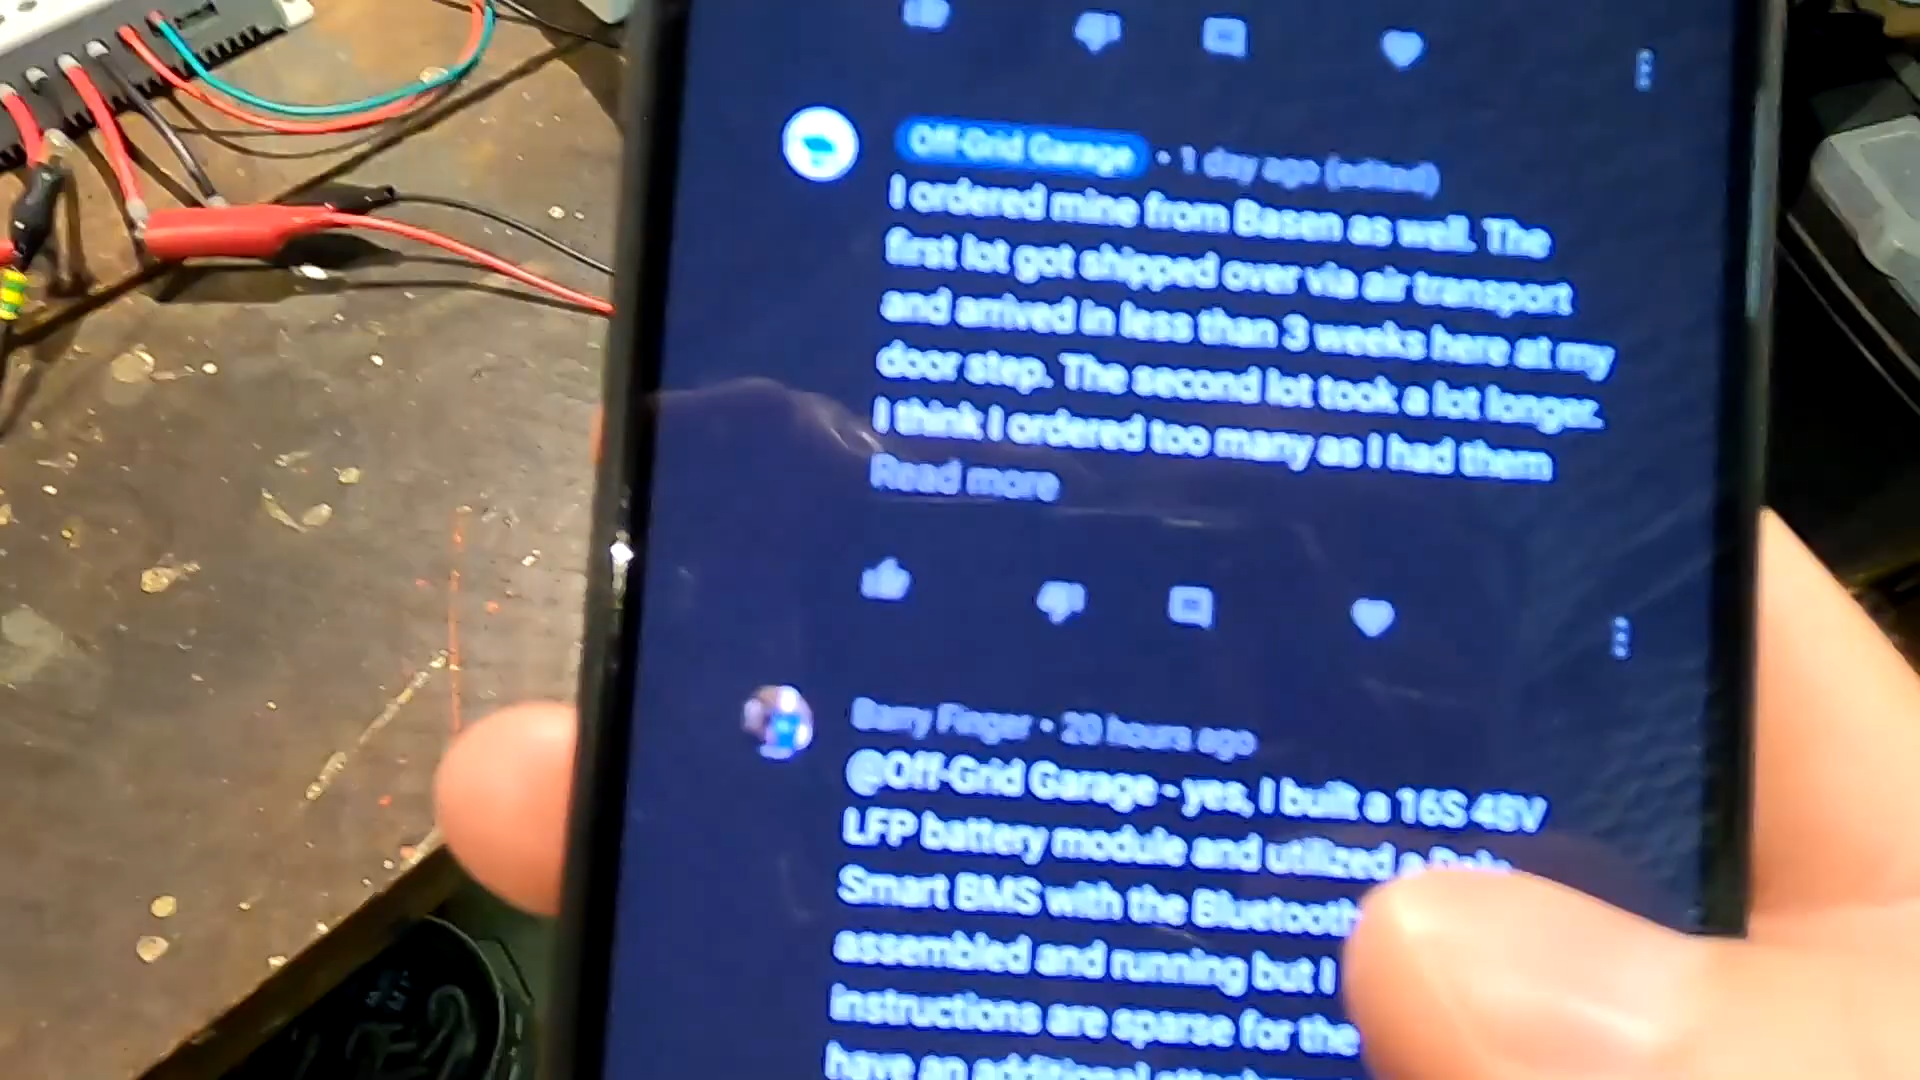 Off-Grid Garage • 1 day ago (edited)
I ordered mine from Basen as well. The
first lot got shipped over via air transport
and arrived in less than 3 weeks here at my
door step. The second lot took a lot longer.
I think I ordered too many as I had them
Read more
Barry Finger • 20 hours ago
@Off-Grid Garage - yes, I built a 16S 48V
LFP battery module and utilized a
Smart BMS with the Bluetooth
assembled and running but I
instructions are sparse for the
have an additional